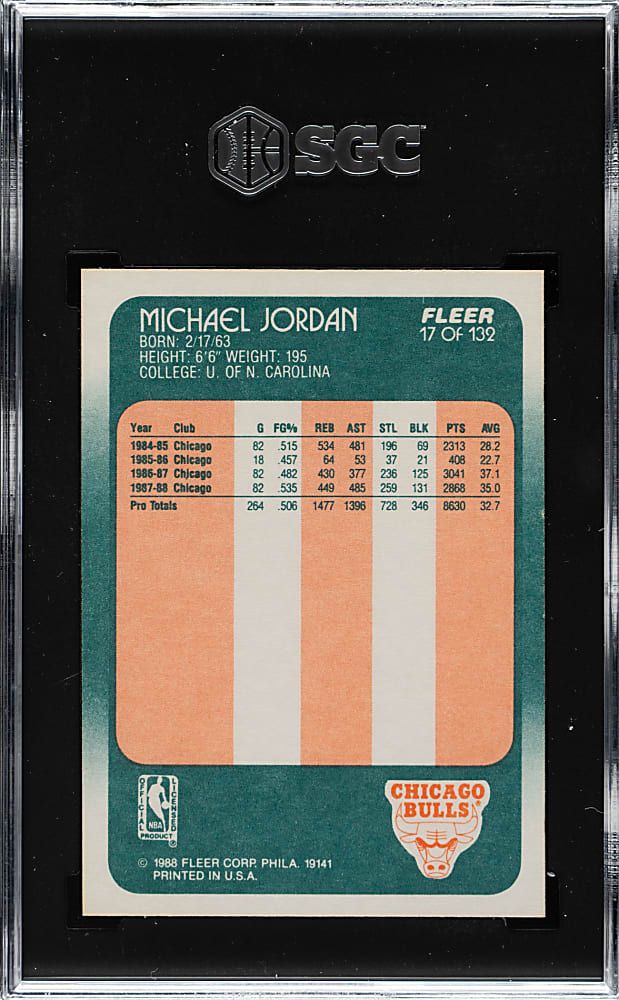 SGC
MICHAEL JORDAN
FLEER
17 OF 132
BORN: 2/17/63
HEIGHT: 6'6" WEIGHT: 195
COLLEGE: U. OF N. CAROLINA
Year Club G FG% REB AST STL BLK PTS AVG
1984-85 Chicago 82 .515 534 481 196 69 2313 28.2
1985-86 Chicago 18 .457 64 53 37 21 408 22.7
1986-87 Chicago 82 .482 430 377 236 125 3041 37.1
1987-88 Chicago 82 .535 449 485 259 131 2868 35.0
Pro Totals 264 .506 1477 1396 728 346 8630 32.7
OFFICIAL LICENSED
NBA
PRODUCT ®
CHICAGO
BULLS ®
© 1988 FLEER CORP. PHILA. 19141
PRINTED IN U.S.A.